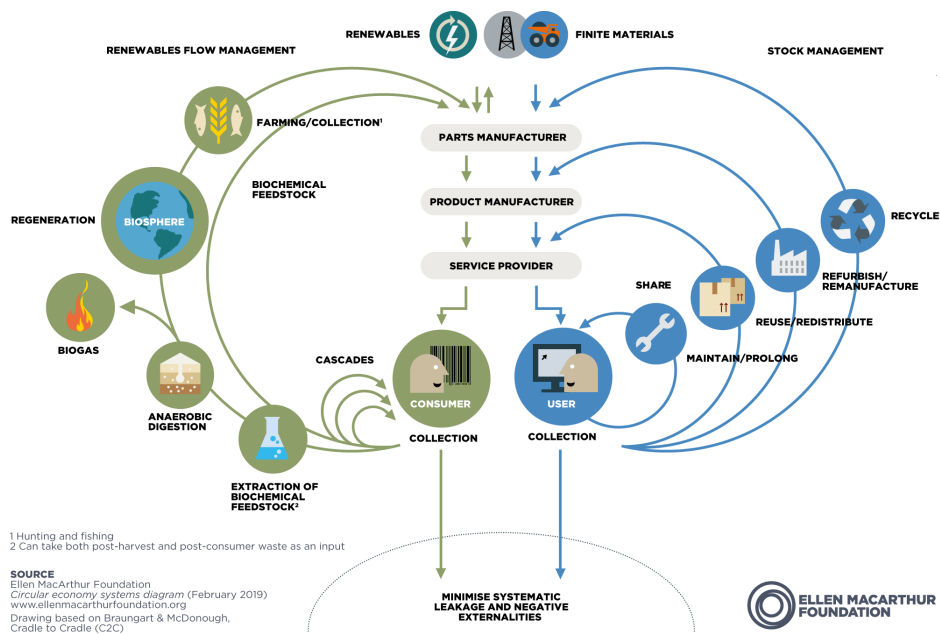 RENEWABLES
FINITE MATERIALS
RENEWABLES FLOW MANAGEMENT
STOCK MANAGEMENT
FARMING/COLLECTION¹
PARTS MANUFACTURER
BIOCHEMICAL
FEEDSTOCK
PRODUCT MANUFACTURER
REGENERATION
BIOSPHERE
RECYCLE
SERVICE PROVIDER
SHARE
REFURBISH/
REMANUFACTURE
REUSE/REDISTRIBUTE
BIOGAS
CASCADES
MAINTAIN/PROLONG
CONSUMER
USER
ANAEROBIC
DIGESTION
COLLECTION
COLLECTION
EXTRACTION OF
BIOCHEMICAL
FEEDSTOCK²
1 Hunting and fishing
2 Can take both post-harvest and post-consumer waste as an input
SOURCE
Ellen MacArthur Foundation
Circular economy systems diagram (February 2019)
www.ellenmacarthurfoundation.org
Drawing based on Braungart & McDonough,
Cradle to Cradle (C2C)
MINIMISE SYSTEMATIC
LEAKAGE AND NEGATIVE
EXTERNALITIES
ELLEN MACARTHUR
FOUNDATION